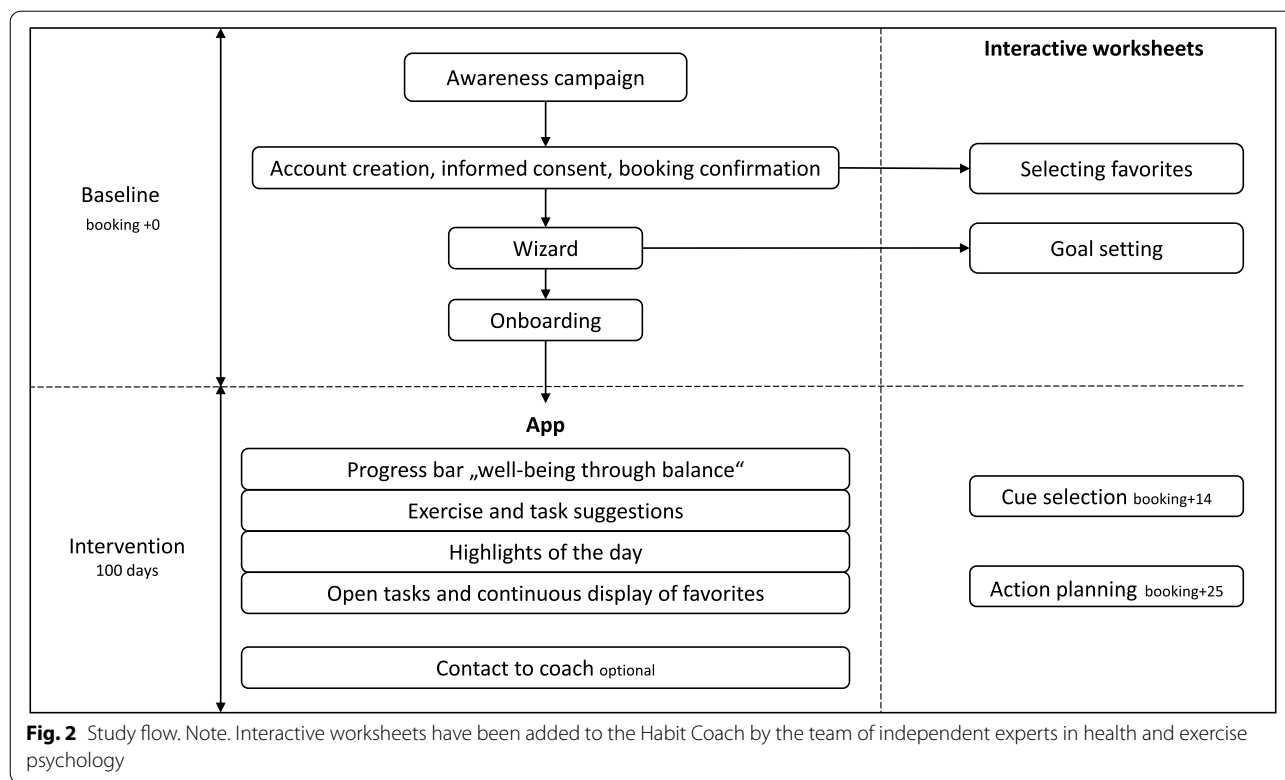 Interactive worksheets
Awareness campaign
Account creation, informed consent, booking confirmation
Selecting favorites
Baseline
booking +0
Wizard
Goal setting
Onboarding
App
Progress bar „well-being through balance“
Exercise and task suggestions
Highlights of the day
Open tasks and continuous display of favorites
Contact to coach optional
Intervention
100 days
Cue selection booking+14
Action planning booking+25
Fig. 2 Study flow. Note. Interactive worksheets have been added to the Habit Coach by the team of independent experts in health and exercise
psychology